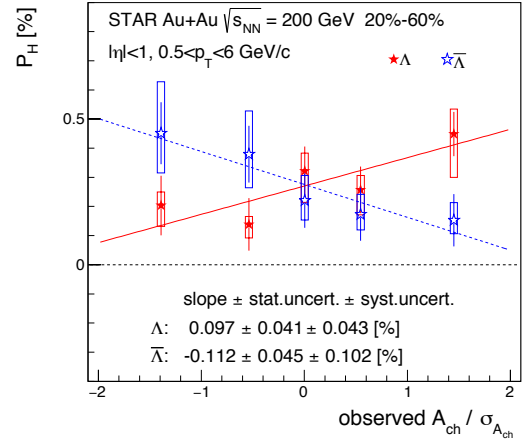 STAR Au+Au √s_NN = 200 GeV 20%-60%
|η|<1, 0.5<p_T<6 GeV/c
★Λ ☆Λ̅
P_H [%]
0.5
0
slope ± stat.uncert. ± syst.uncert.
Λ: 0.097 ± 0.041 ± 0.043 [%]
Λ̅: -0.112 ± 0.045 ± 0.102 [%]
−2 −1 0 1 2
observed A_ch / σ_A_ch